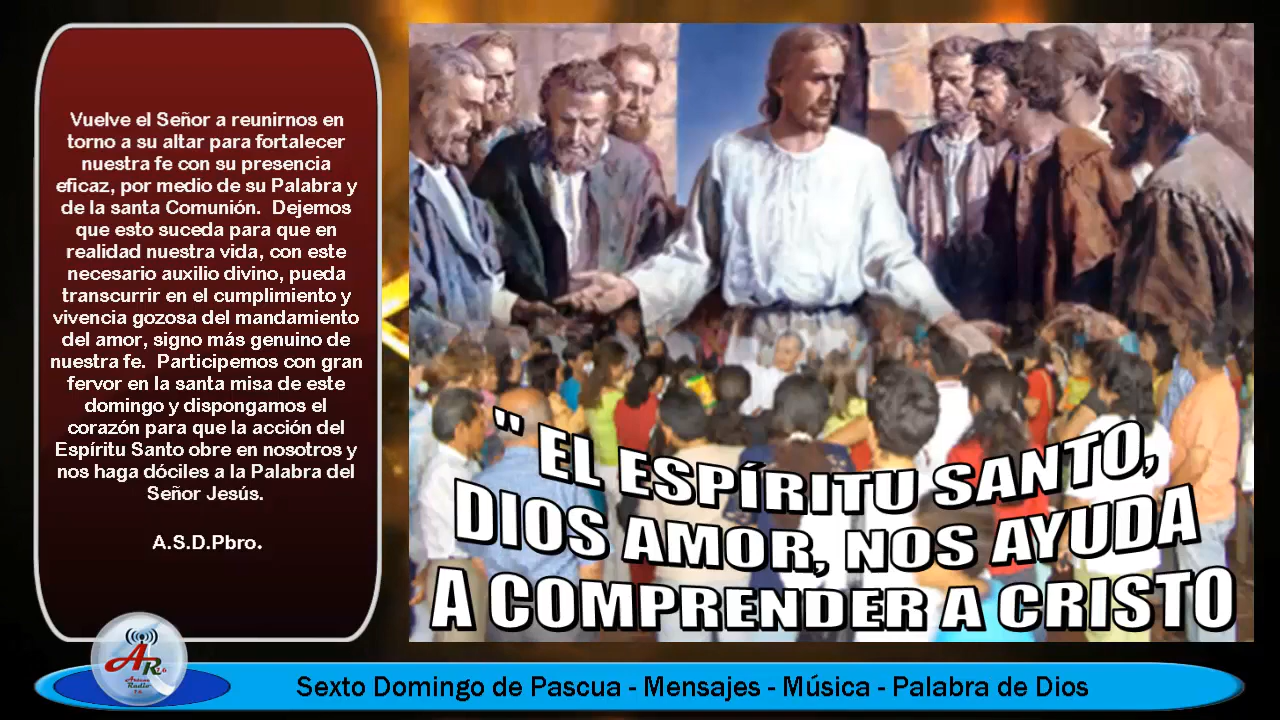 Vuelve el Señor a reunirnos en
torno a su altar para fortalecer
nuestra fe con su presencia
eficaz, por medio de su Palabra y
de la santa Comunión.  Dejemos
que esto suceda para que en
realidad nuestra vida, con este
necesario auxilio divino, pueda
transcurrir en el cumplimiento y
vivencia gozosa del mandamiento
del amor, signo más genuino de
nuestra fe.  Participemos con gran
fervor en la santa misa de este
domingo y dispongamos el
corazón para que la acción del
Espíritu Santo obre en nosotros y
nos haga dóciles a la Palabra del
Señor Jesús.
A.S.D.Pbro.
" EL ESPÍRITU SANTO,
DIOS AMOR, NOS AYUDA
A COMPRENDER A CRISTO
AR
Radio
Sexto Domingo de Pascua - Mensajes - Música - Palabra de Dios